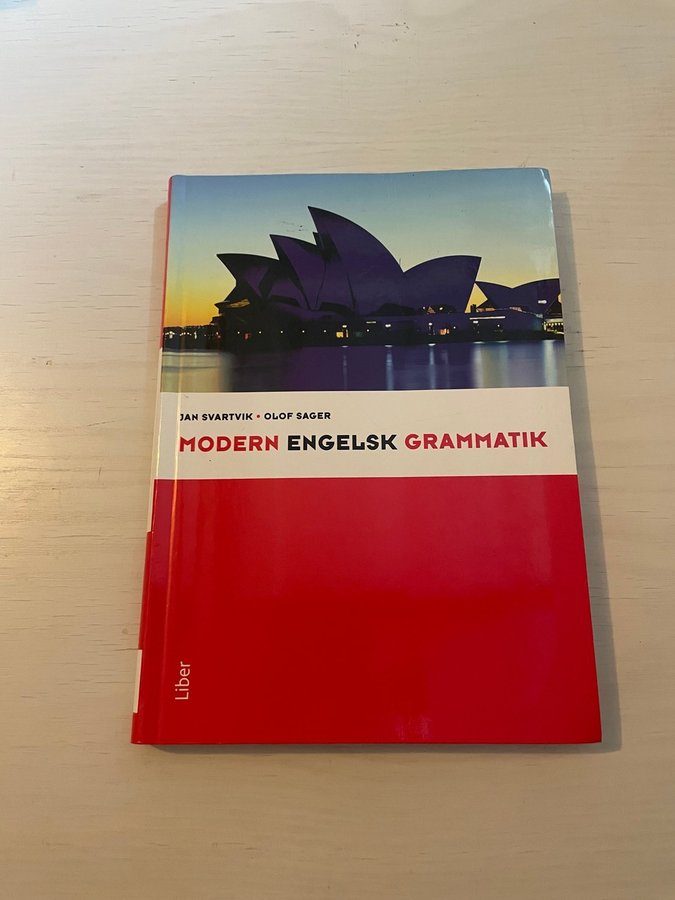 JAN SVARTVIK • OLOF SAGER
MODERN ENGELSK GRAMMATIK
Liber